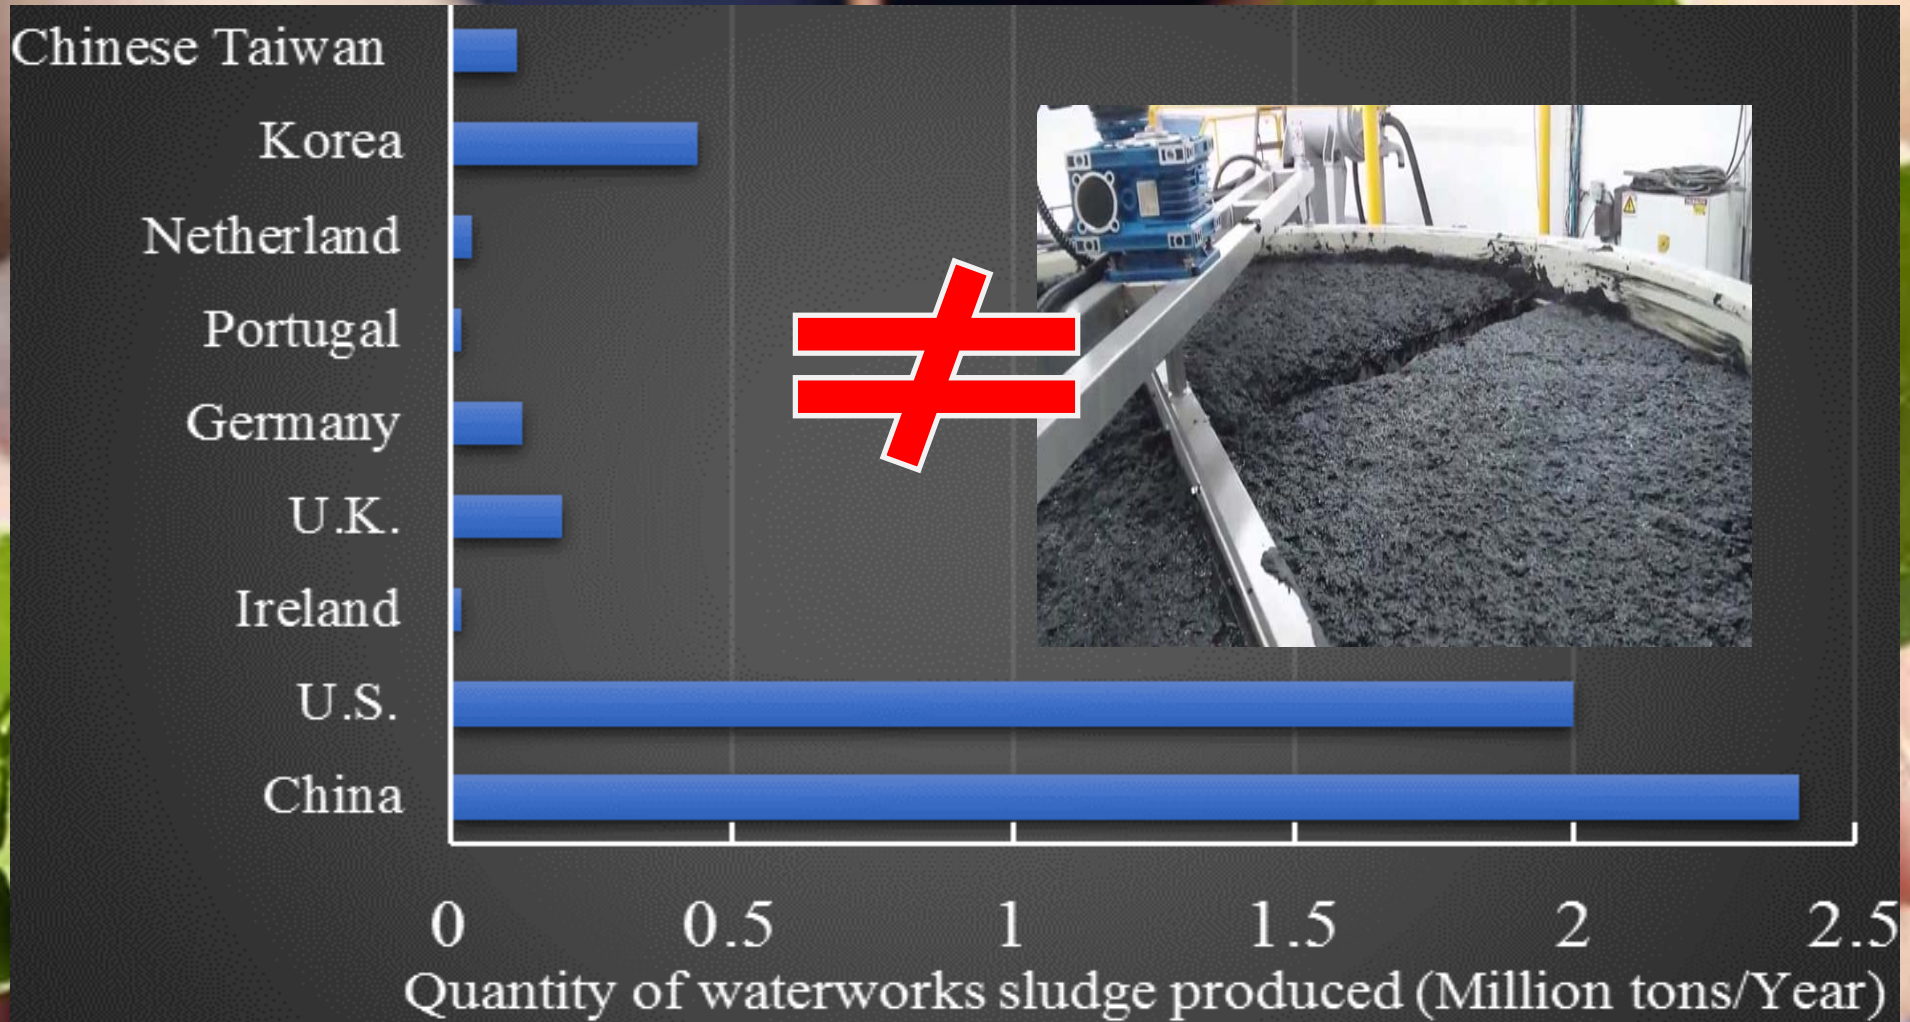 Chinese Taiwan
Korea
Netherland
Portugal
Germany
U.K.
Ireland
U.S.
China
0 0.5 1 1.5 2 2.5
Quantity of waterworks sludge produced (Million tons/Year)